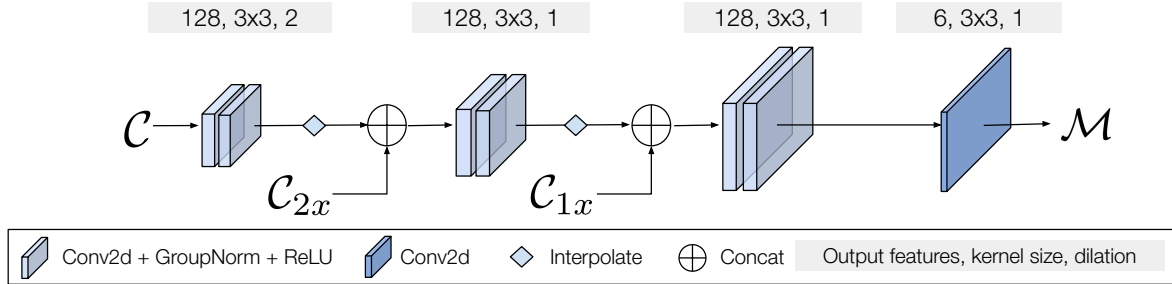 128, 3x3, 2 128, 3x3, 1 128, 3x3, 1 6, 3x3, 1
𝒞 ℳ
𝒞2x 𝒞1x
Conv2d + GroupNorm + ReLU Conv2d Interpolate Concat Output features, kernel size, dilation